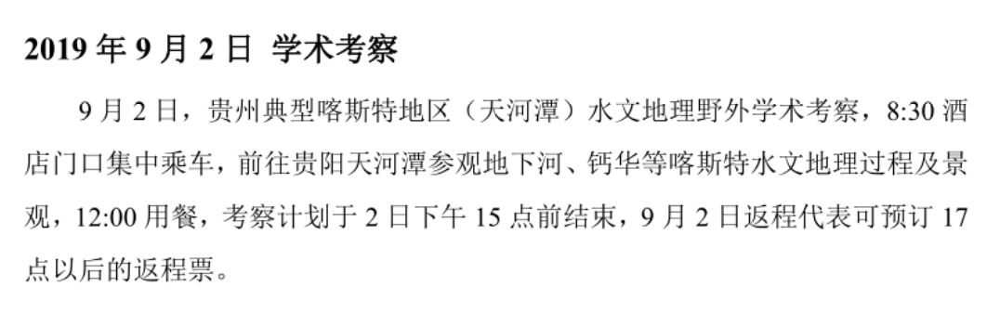 2019 年 9 月 2 日 学术考察
9 月 2 日，贵州典型喀斯特地区（天河潭）水文地理野外学术考察，8:30 酒
店门口集中乘车，前往贵阳天河潭参观地下河、钙华等喀斯特水文地理过程及景
观，12:00 用餐，考察计划于 2 日下午 15 点前结束，9 月 2 日返程代表可预订 17
点以后的返程票。